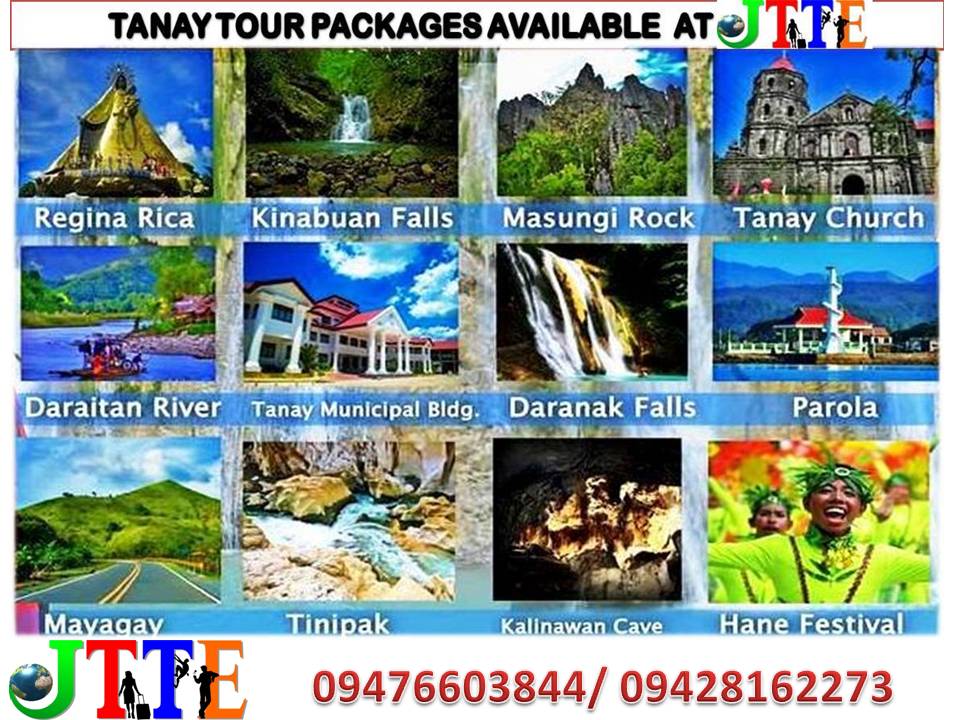 TANAY TOUR PACKAGES AVAILABLE AT JTTE
Regina Rica Kinabuan Falls Masungi Rock Tanay Church
Daraitan River Tanay Municipal Bldg. Daranak Falls Parola
Mayagay Tinipak Kalinawan Cave Hane Festival
JTTE 09476603844/ 09428162273